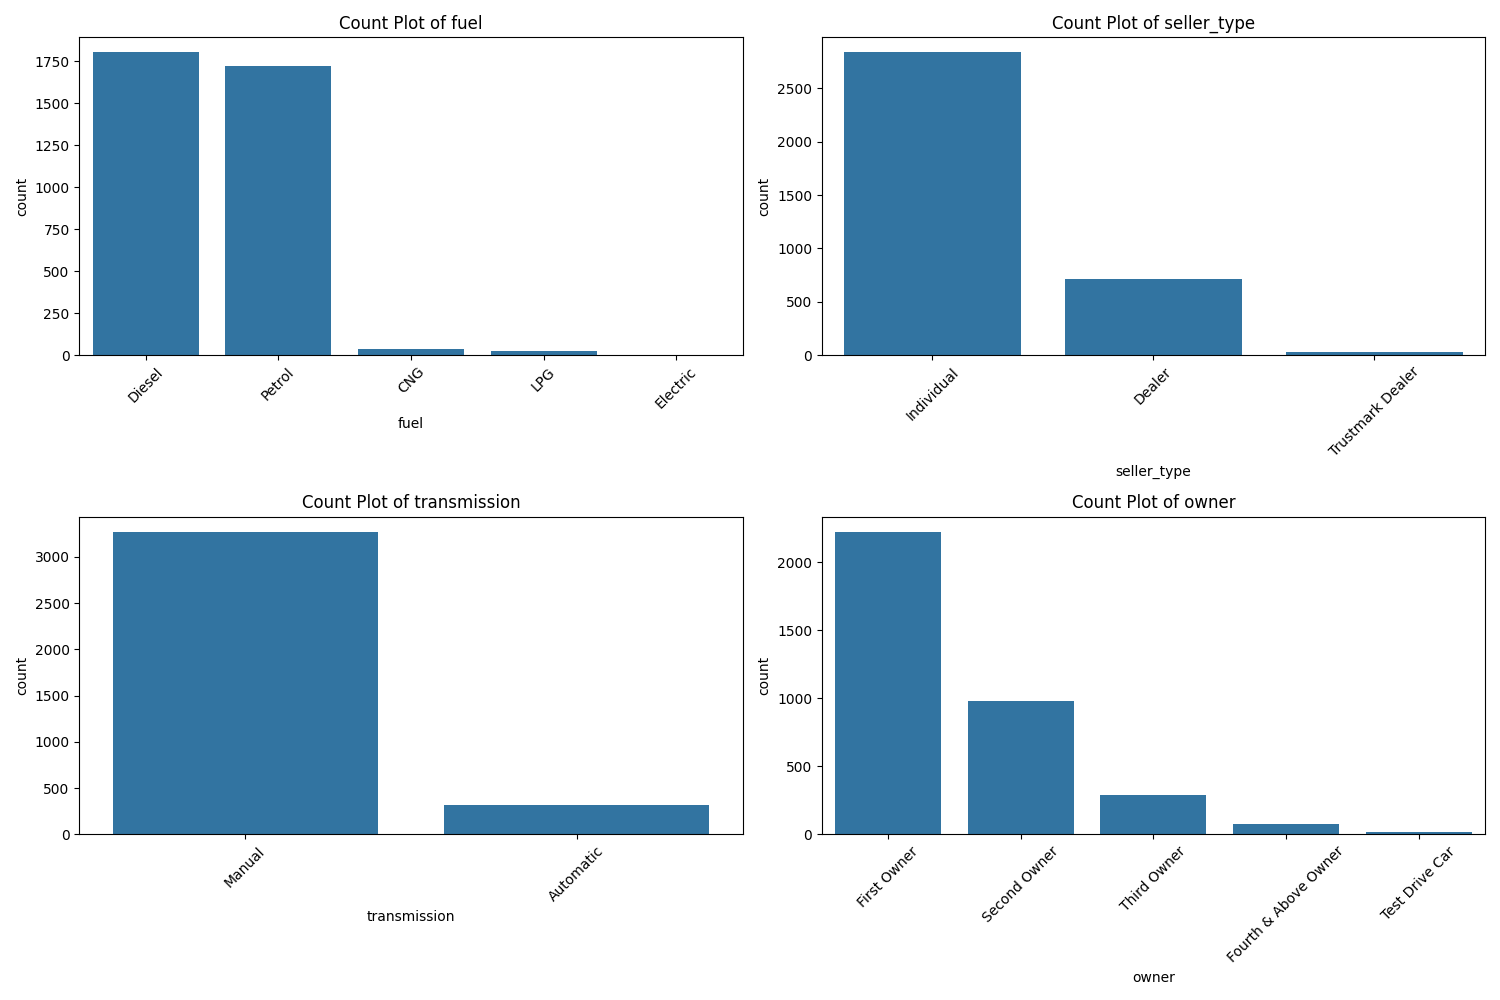 Count Plot of fuel
1750
1500
1250
1000
750
500
250
0
count
Diesel
Petrol
CNG
LPG
Electric
fuel
Count Plot of seller_type
2500
2000
1500
1000
500
0
count
Individual
Dealer
Trustmark Dealer
seller_type
Count Plot of transmission
3000
2500
2000
1500
1000
500
0
count
Manual
Automatic
transmission
Count Plot of owner
2000
1500
1000
500
0
count
First Owner
Second Owner
Third Owner
Fourth & Above Owner
Test Drive Car
owner